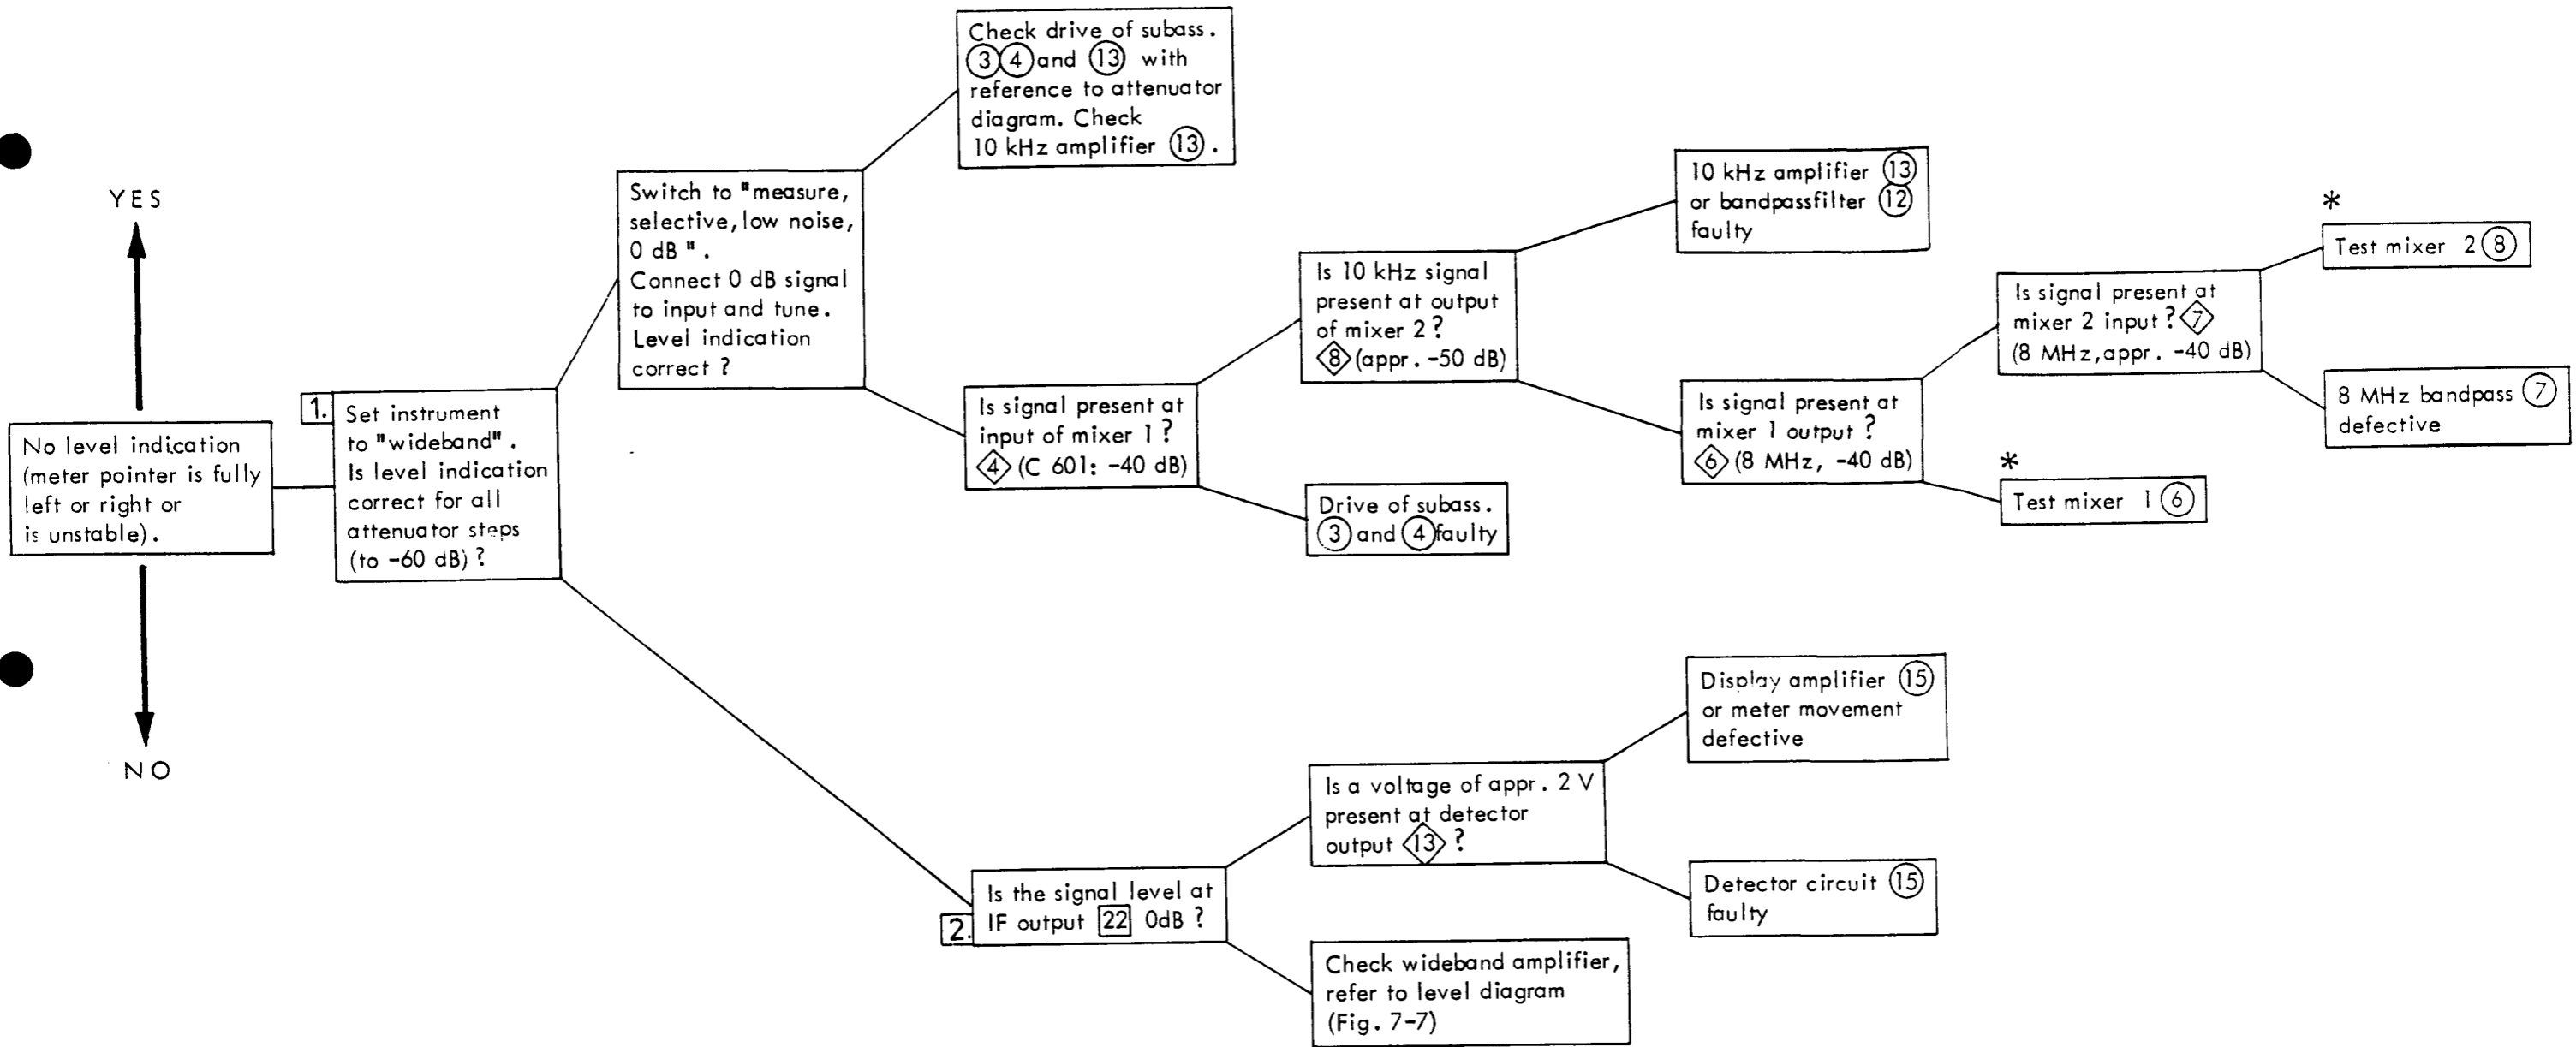 YES
NO
No level indication
(meter pointer is fully
left or right or
is unstable).
1.
Set instrument
to "wideband".
Is level indication
correct for all
attenuator steps
(to -60 dB) ?
Switch to "measure,
selective, low noise,
0 dB ".
Connect 0 dB signal
to input and tune.
Level indication
correct ?
Check drive of subass.
3 4 and 13 with
reference to attenuator
diagram. Check
10 kHz amplifier 13 .
Is signal present at
input of mixer 1 ?
4 (C 601: -40 dB)
Is 10 kHz signal
present at output
of mixer 2 ?
8 (appr. -50 dB)
Drive of subass.
3 and 4 faulty
10 kHz amplifier 13
or bandpassfilter 12
faulty
Is signal present at
mixer 1 output ?
6 (8 MHz, -40 dB)
Is signal present at
mixer 2 input ? 7
(8 MHz, appr. -40 dB)
*
Test mixer 1 6
*
Test mixer 2 8
8 MHz bandpass 7
defective
2.
Is the signal level at
IF output 22 0dB ?
Is a voltage of appr. 2 V
present at detector
output 13 ?
Check wideband amplifier,
refer to level diagram
(Fig. 7-7)
Display amplifier 15
or meter movement
defective
Detector circuit 15
faulty